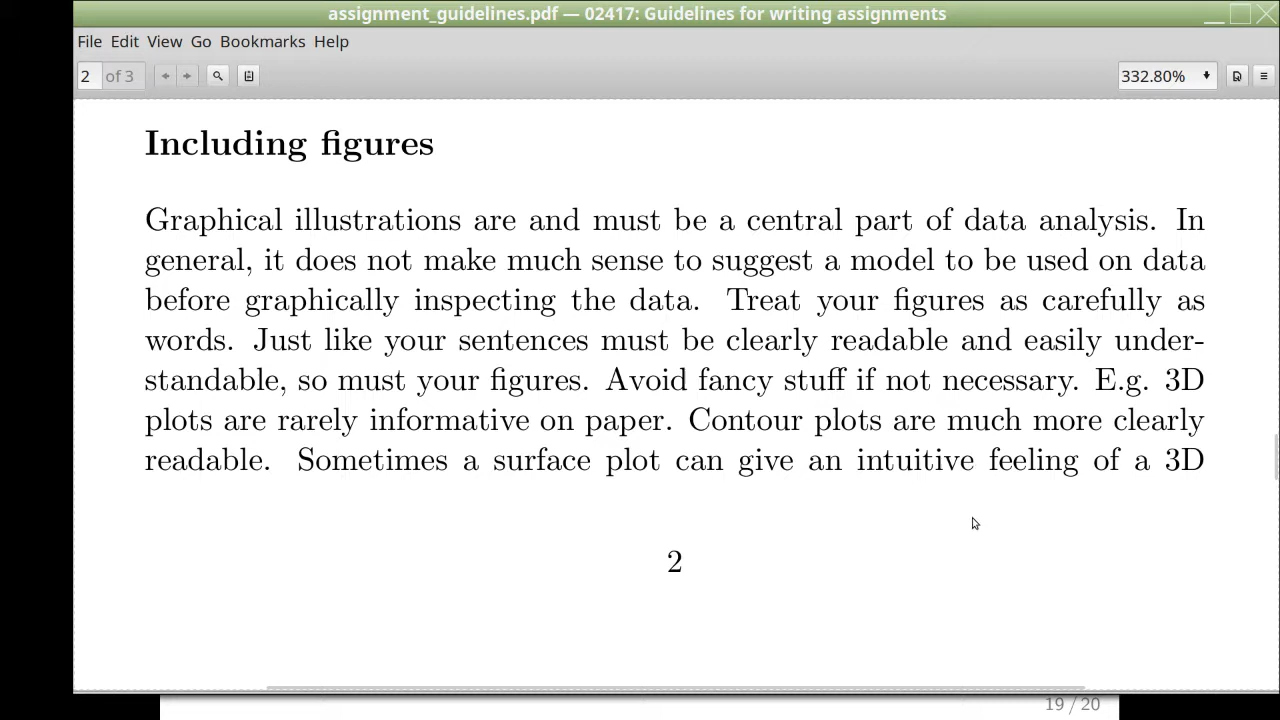 assignment_guidelines.pdf — 02417: Guidelines for writing assignments
File Edit View Go Bookmarks Help
2 of 3
332.80%
Including figures
Graphical illustrations are and must be a central part of data analysis. In
general, it does not make much sense to suggest a model to be used on data
before graphically inspecting the data. Treat your figures as carefully as
words. Just like your sentences must be clearly readable and easily under-
standable, so must your figures. Avoid fancy stuff if not necessary. E.g. 3D
plots are rarely informative on paper. Contour plots are much more clearly
readable. Sometimes a surface plot can give an intuitive feeling of a 3D
2
19 / 20